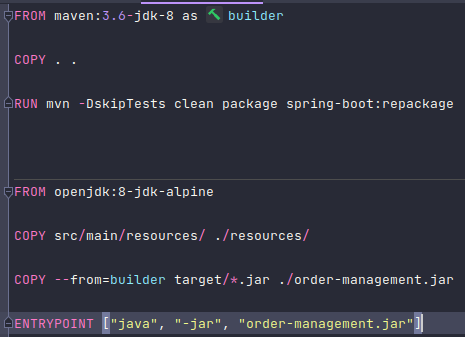 FROM maven:3.6-jdk-8 as builder
COPY . .
RUN mvn -DskipTests clean package spring-boot:repackage
FROM openjdk:8-jdk-alpine
COPY src/main/resources/ ./resources/
COPY --from=builder target/*.jar ./order-management.jar
ENTRYPOINT ["java", "-jar", "order-management.jar"]